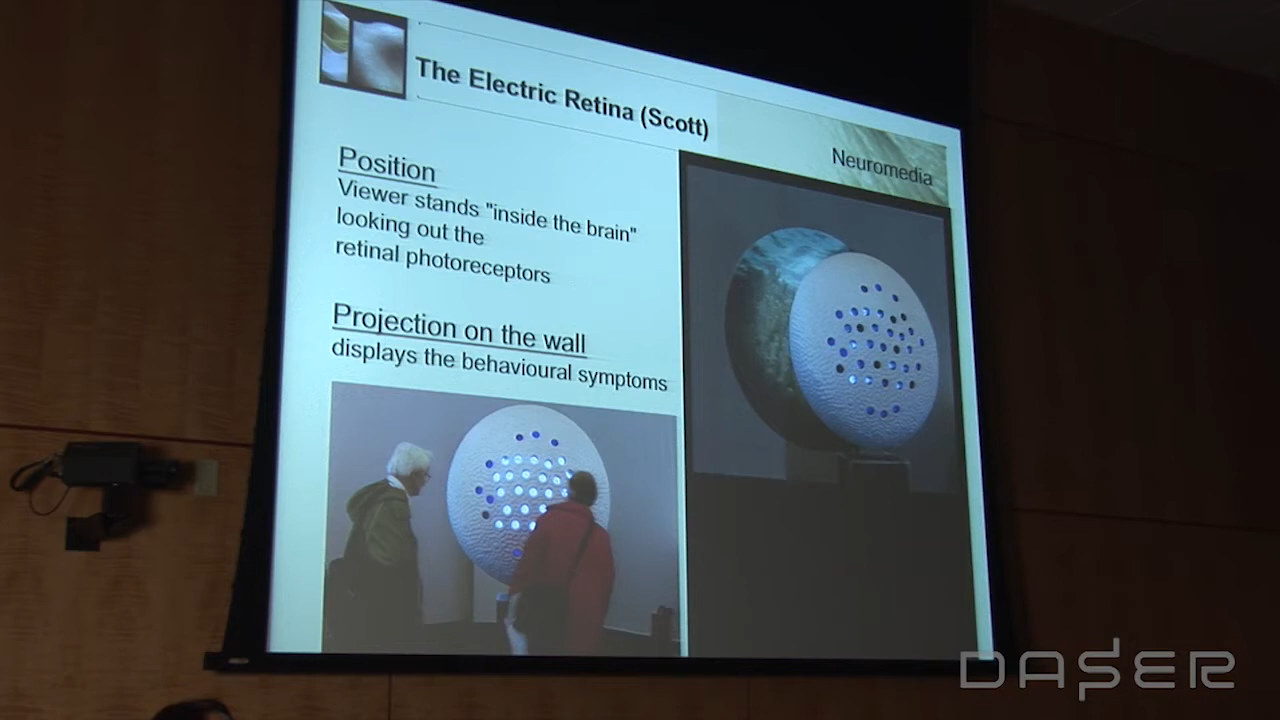 The Electric Retina (Scott)
Neuromedia
Position
Viewer stands "inside the brain"
looking out the
retinal photoreceptors
Projection on the wall
displays the behavioural symptoms
DASER